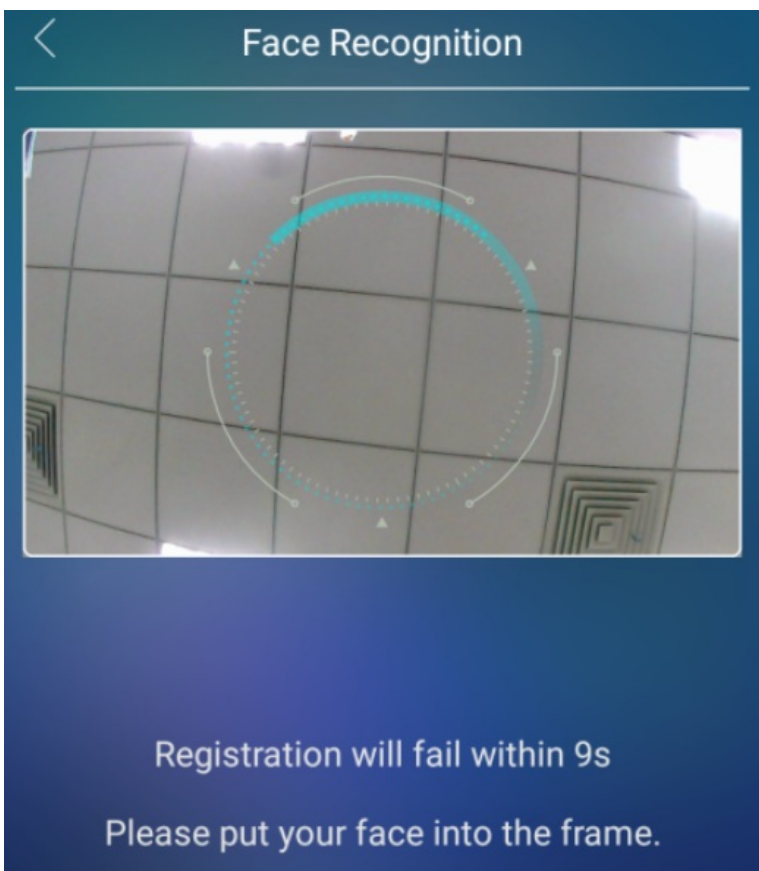 Face Recognition
Registration will fail within 9s
Please put your face into the frame.